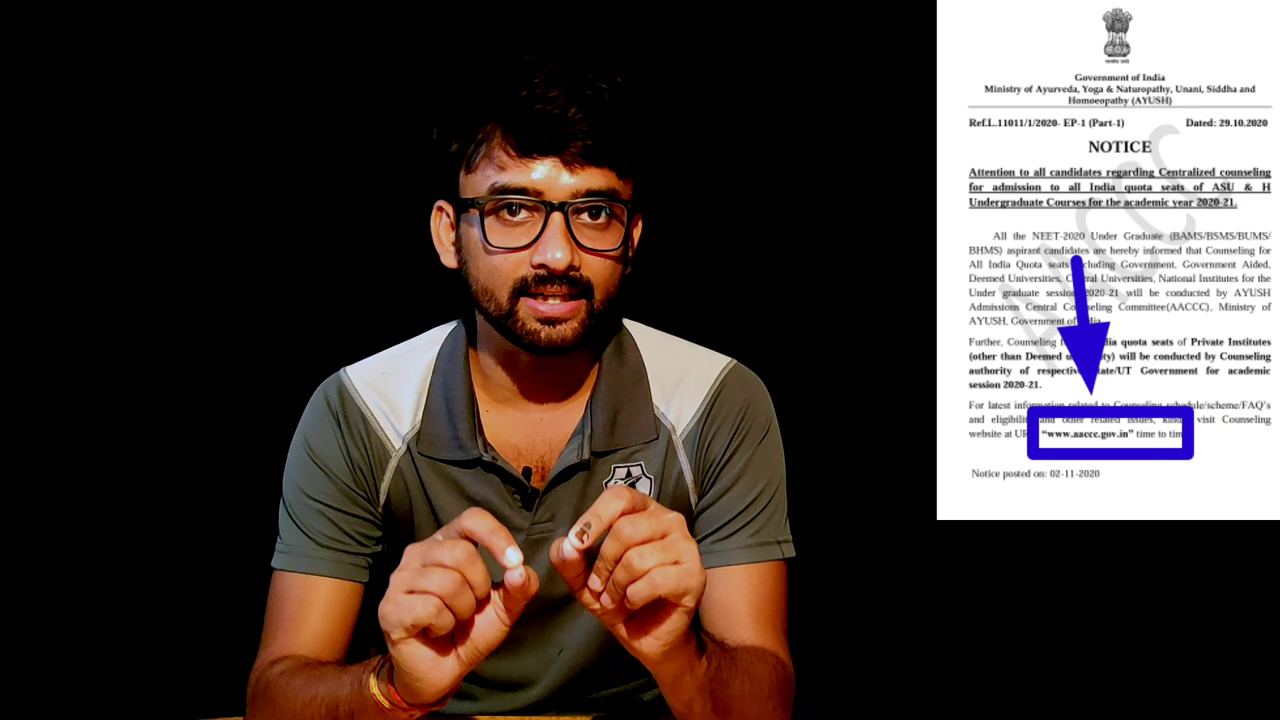 Government of India
Ministry of Ayurveda, Yoga & Naturopathy, Unani, Siddha and
Homoeopathy (AYUSH)
Ref.L.11011/1/2020- EP-1 (Part-1) Dated: 29.10.2020
NOTICE
Attention to all candidates regarding Centralized counseling
for admission to all India quota seats of ASU & H
Undergraduate Courses for the academic year 2020-21.
All the NEET-2020 Under Graduate (BAMS/BSMS/BUMS/
BHMS) aspirant candidates are hereby informed that Counseling for
All India Quota seats including Government, Government Aided,
Deemed Universities, Central Universities, National Institutes for the
Under graduate session 2020-21 will be conducted by AYUSH
Admissions Central Counseling Committee(AACCC), Ministry of
AYUSH, Government of India.
Further, Counseling quota seats of Private Institutes
(other than Deemed will be conducted by Counseling
authority of respective State/UT Government for academic
session 2020-21.
For latest information related to Counseling schedule/scheme/FAQ's
and eligibility and other related issues, visit Counseling
website at "www.aaccc.gov.in" time to
Notice posted on: 02-11-2020
AACCC